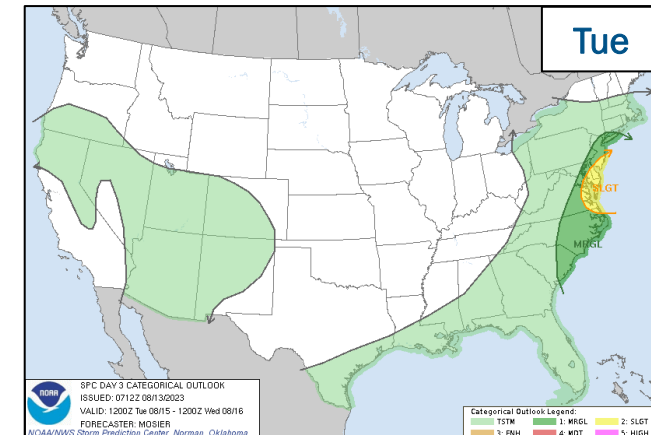 Tue
SLGT
MRGL
NOAA
SPC DAY 3 CATEGORICAL OUTLOOK
ISSUED: 0712Z 08/13/2023
VALID: 1200Z Tue 08/15 - 1200Z Wed 08/16
FORECASTER: MOSIER
NOAA/NWS Storm Prediction Center, Norman, Oklahoma
Categorical Outlook Legend:
TSTM 1: MRGL 2: SLGT
3: ENH 4: MDT 5: HIGH